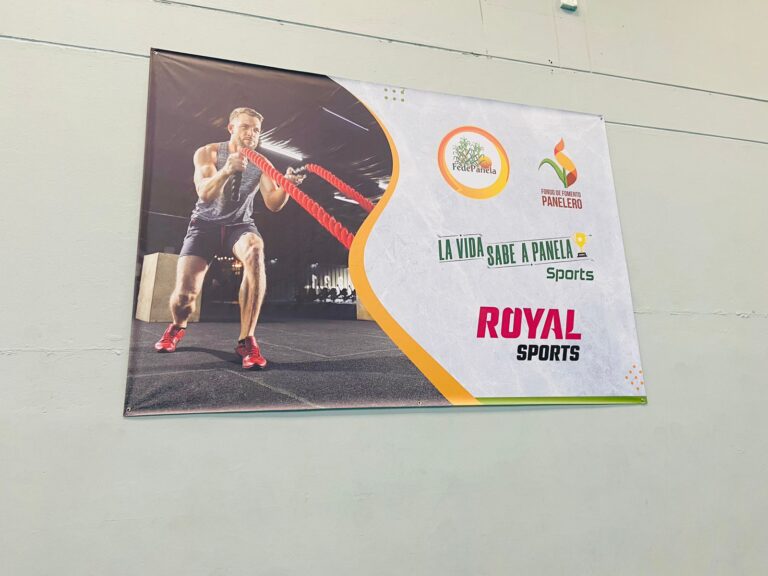 FedePanela
FONDO DE FOMENTO
PANELERO
LA VIDA SABE A PANELA
Sports
ROYAL
SPORTS